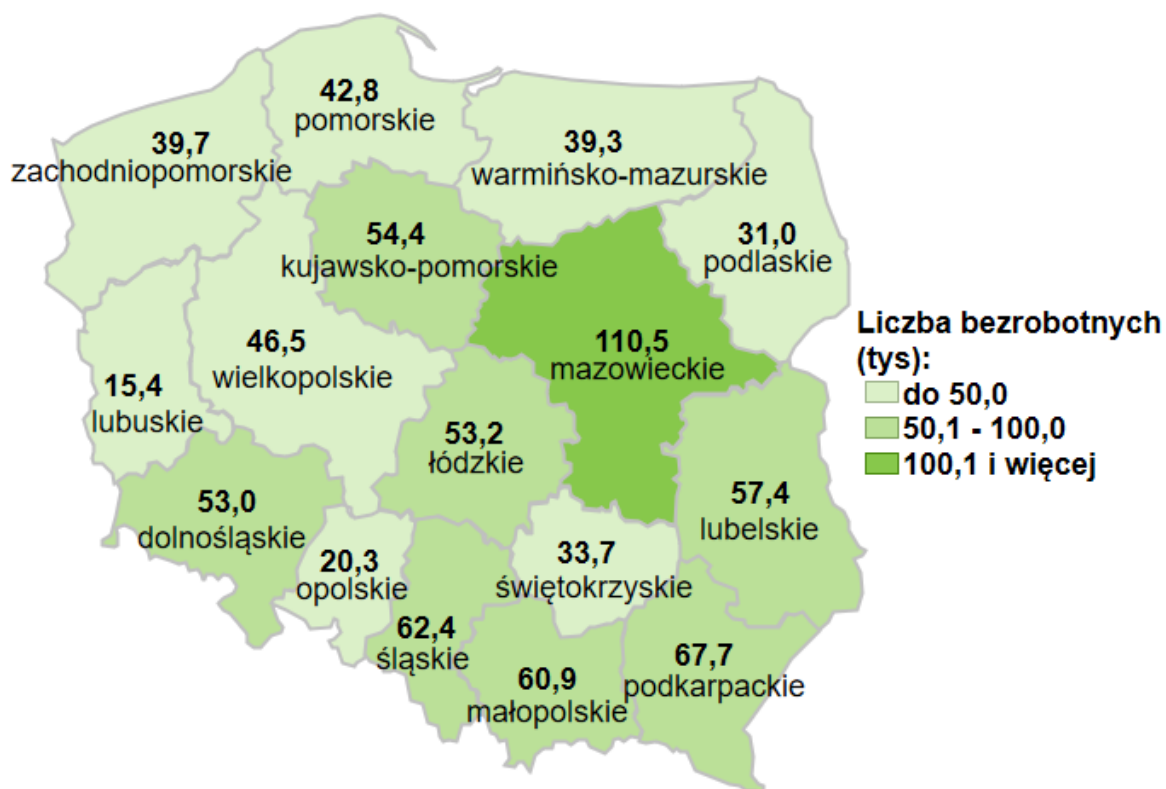 42,8
pomorskie
39,7
zachodniopomorskie
39,3
warmińsko-mazurskie
54,4
kujawsko-pomorskie
31,0
podlaskie
46,5
wielkopolskie
110,5
mazowieckie
15,4
lubuskie
53,2
łódzkie
53,0
dolnośląskie
57,4
lubelskie
20,3
opolskie
33,7
świętokrzyskie
62,4
śląskie
60,9
małopolskie
67,7
podkarpackie
Liczba bezrobotnych
(tys):
do 50,0
50,1 - 100,0
100,1 i więcej